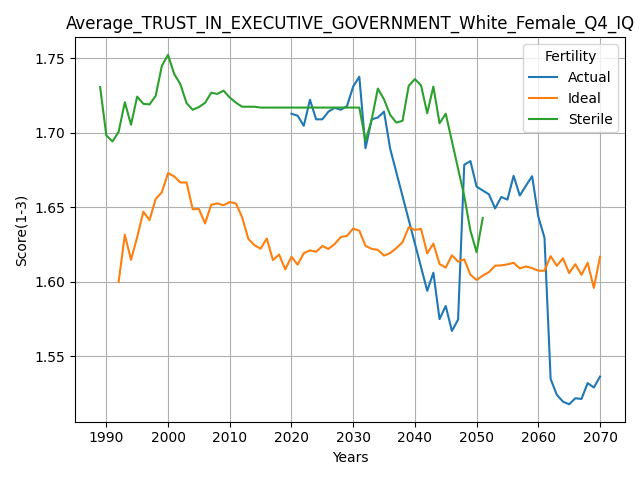 Average_TRUST_IN_EXECUTIVE_GOVERNMENT_White_Female_Q4_IQ
Fertility
Actual
Ideal
Sterile
Score(1-3)
1.75
1.70
1.65
1.60
1.55
1990 2000 2010 2020 2030 2040 2050 2060 2070
Years